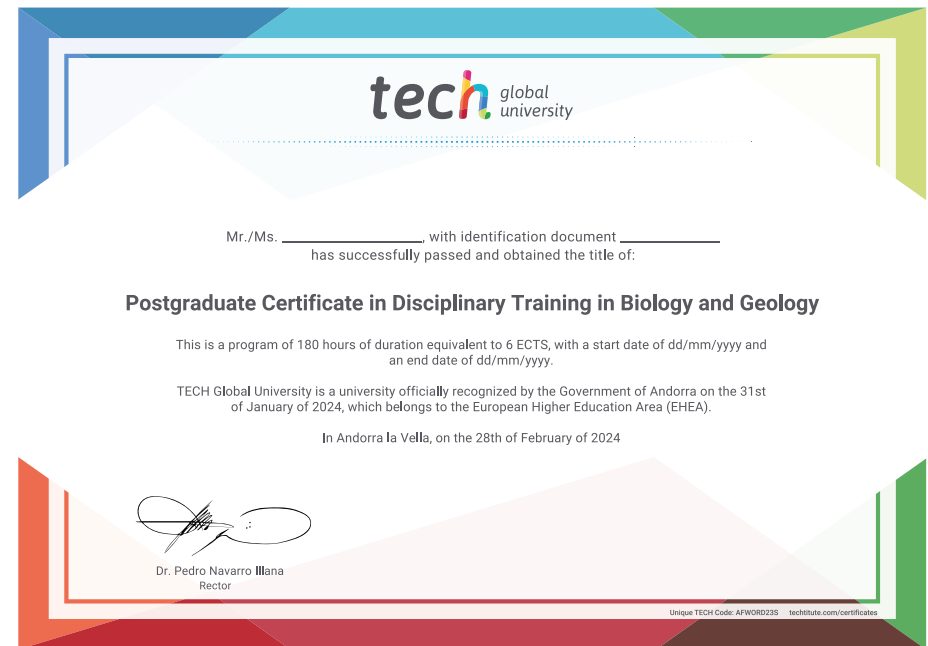 tech global university
Mr./Ms. ____________, with identification document ____________
has successfully passed and obtained the title of:
Postgraduate Certificate in Disciplinary Training in Biology and Geology
This is a program of 180 hours of duration equivalent to 6 ECTS, with a start date of dd/mm/yyyy and
an end date of dd/mm/yyyy.
TECH Global University is a university officially recognized by the Government of Andorra on the 31st
of January of 2024, which belongs to the European Higher Education Area (EHEA).
In Andorra la Vella, on the 28th of February of 2024
Dr. Pedro Navarro Illana
Rector
Unique TECH Code: AFWORD23S techtitute.com/certificates